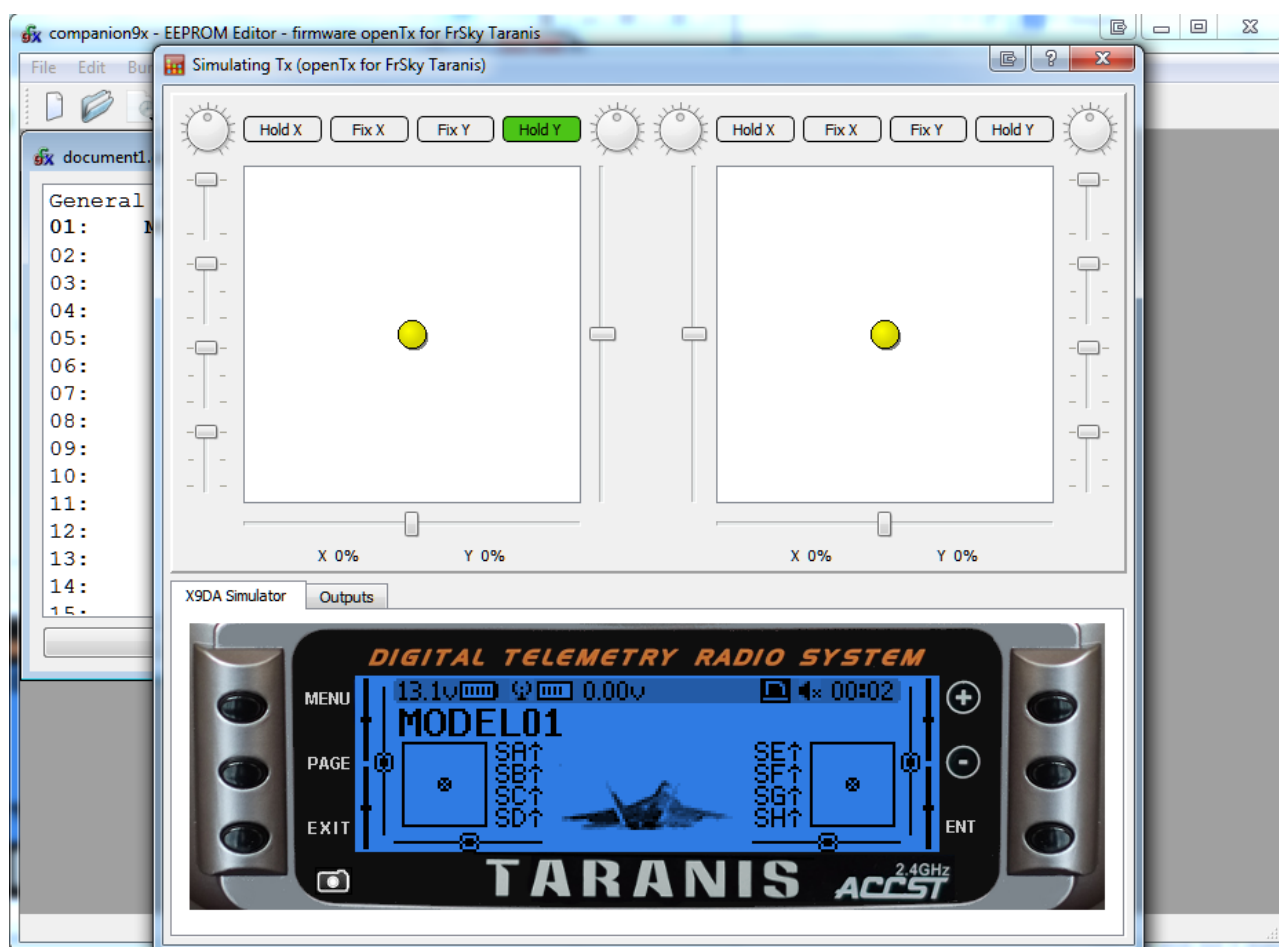 companion9x - EEPROM Editor - firmware openTx for FrSky Taranis
File Edit
Simulating Tx (openTx for FrSky Taranis)
document1.
General
01:
02:
03:
04:
05:
06:
07:
08:
09:
10:
11:
12:
13:
14:
15:
Hold X Fix X Fix Y Hold Y Hold X Fix X Fix Y Hold Y
X 0% Y 0% X 0% Y 0%
X9DA Simulator Outputs
DIGITAL TELEMETRY RADIO SYSTEM
MENU 13.1v 0.00v 00:02 +
MODEL01
PAGE SA↑ SE↑ -
SB↑ SF↑
SC↑ SG↑
EXIT SD↑ SH↑ ENT
TARANIS ACCST 2.4GHz